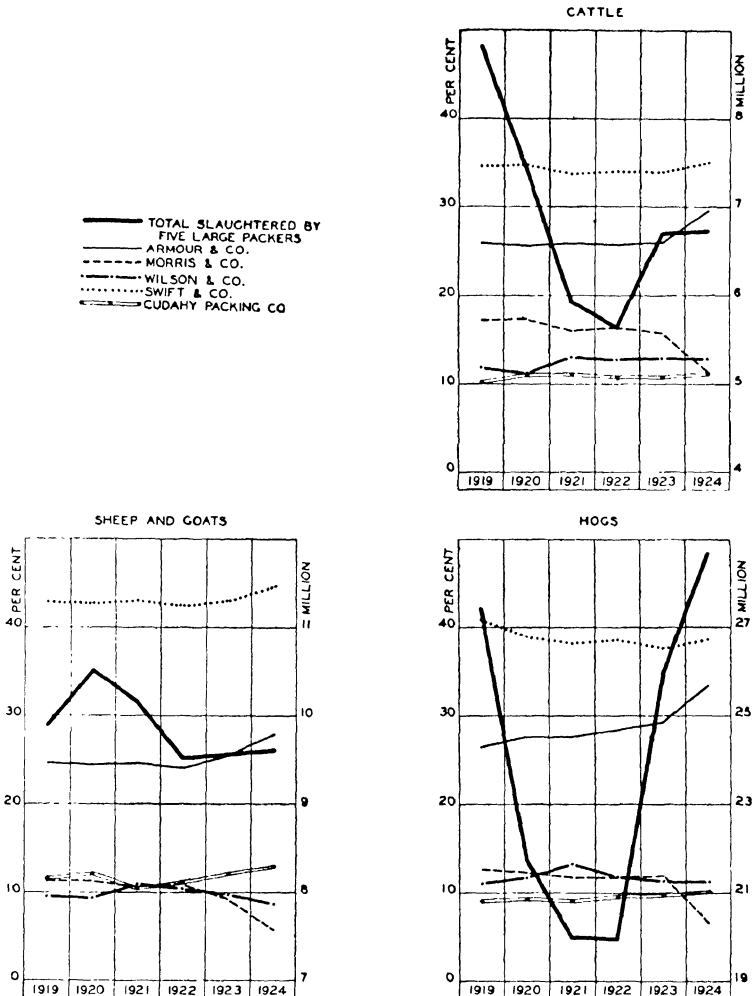 CATTLE
PER CENT
MILLION
40
30
20
10
0
8
7
6
5
4
1919 1920 1921 1922 1923 1924
TOTAL SLAUGHTERED BY
FIVE LARGE PACKERS
ARMOUR & CO.
MORRIS & CO.
WILSON & CO.
SWIFT & CO.
CUDAHY PACKING CO
SHEEP AND GOATS
PER CENT
MILLION
40
30
20
10
0
11
10
9
8
7
1919 1920 1921 1922 1923 1924
HOGS
PER CENT
MILLION
40
30
20
10
0
27
25
23
21
19
1919 1920 1921 1922 1923 1924